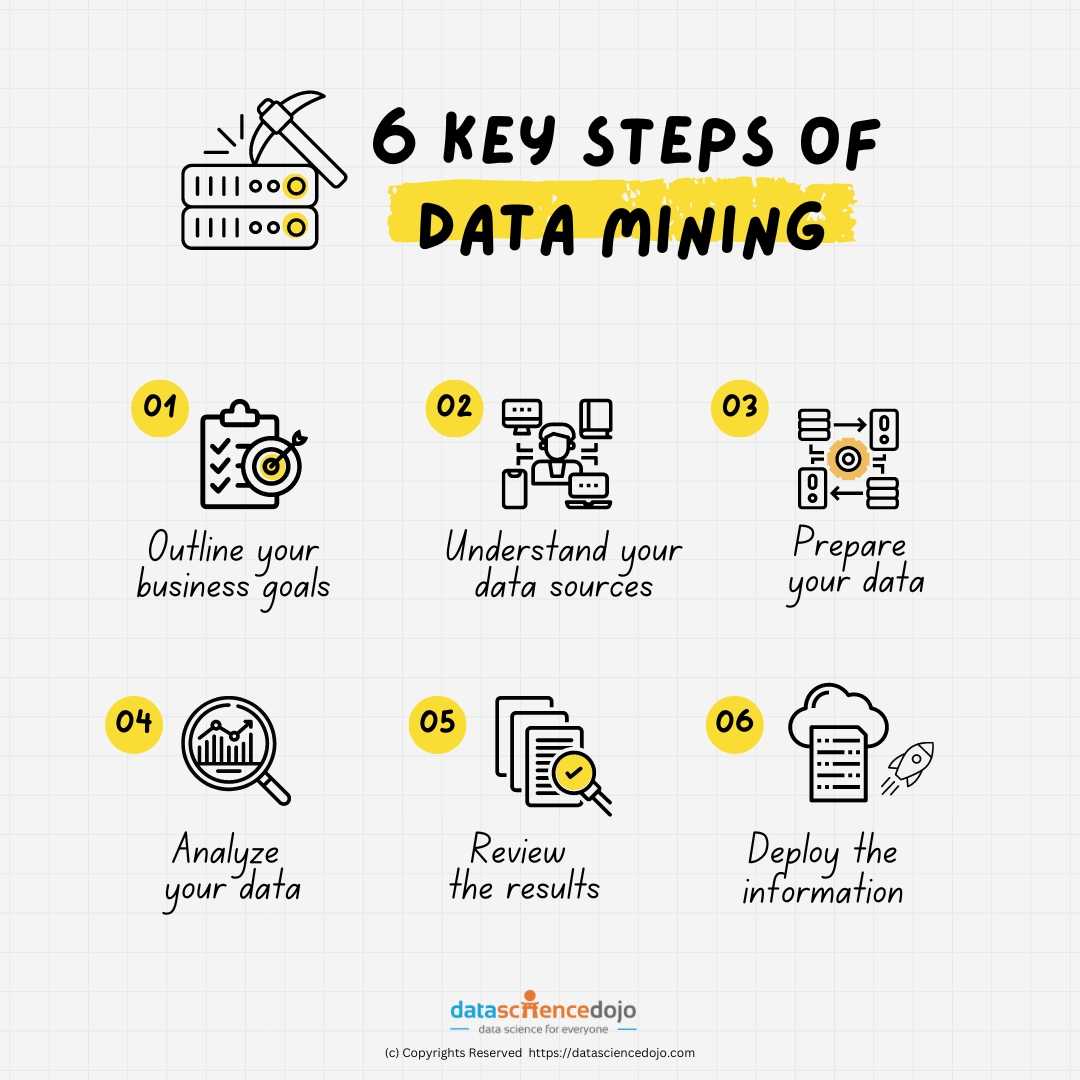 6 KEY STEPS OF
DATA MINING
01
Outline your
business goals
02
Understand your
data sources
03
Prepare
your data
04
Analyze
your data
05
Review
the results
06
Deploy the
information
datasciencedojo
data science for everyone
(c) Copyrights Reserved https://datasciencedojo.com